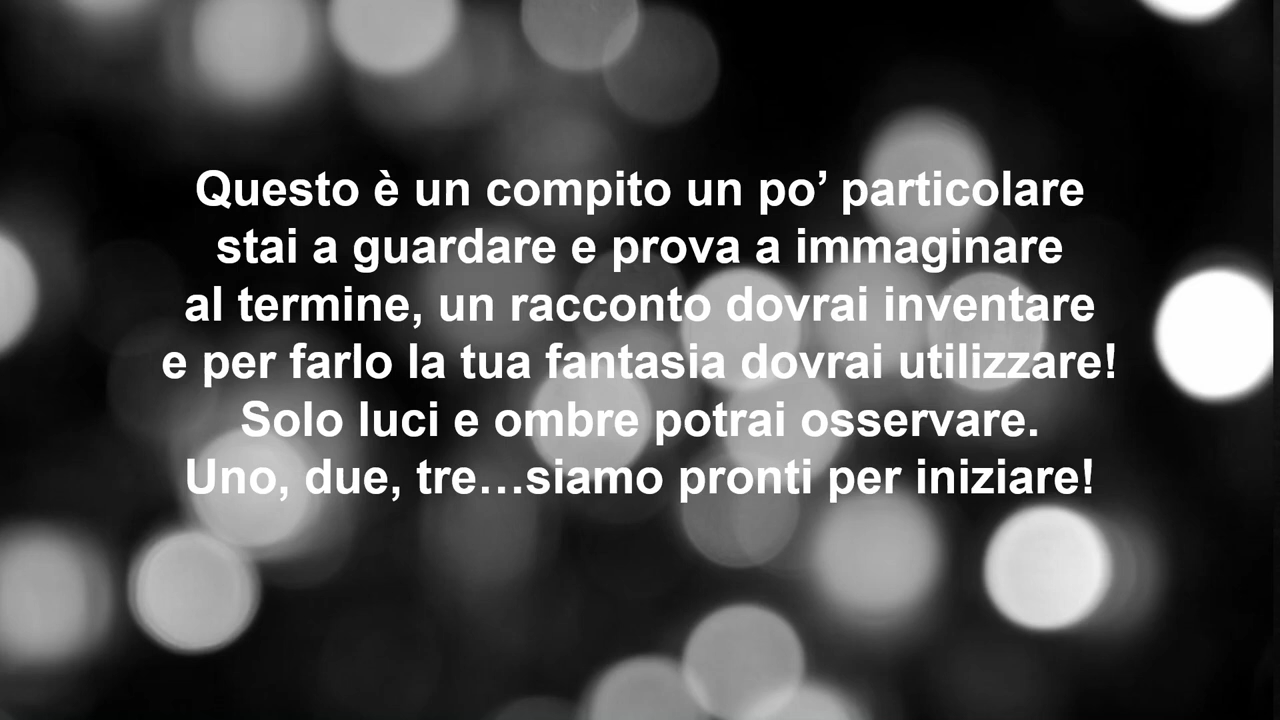 Questo è un compito un po’ particolare
stai a guardare e prova a immaginare
al termine, un racconto dovrai inventare
e per farlo la tua fantasia dovrai utilizzare!
Solo luci e ombre potrai osservare.
Uno, due, tre…siamo pronti per iniziare!